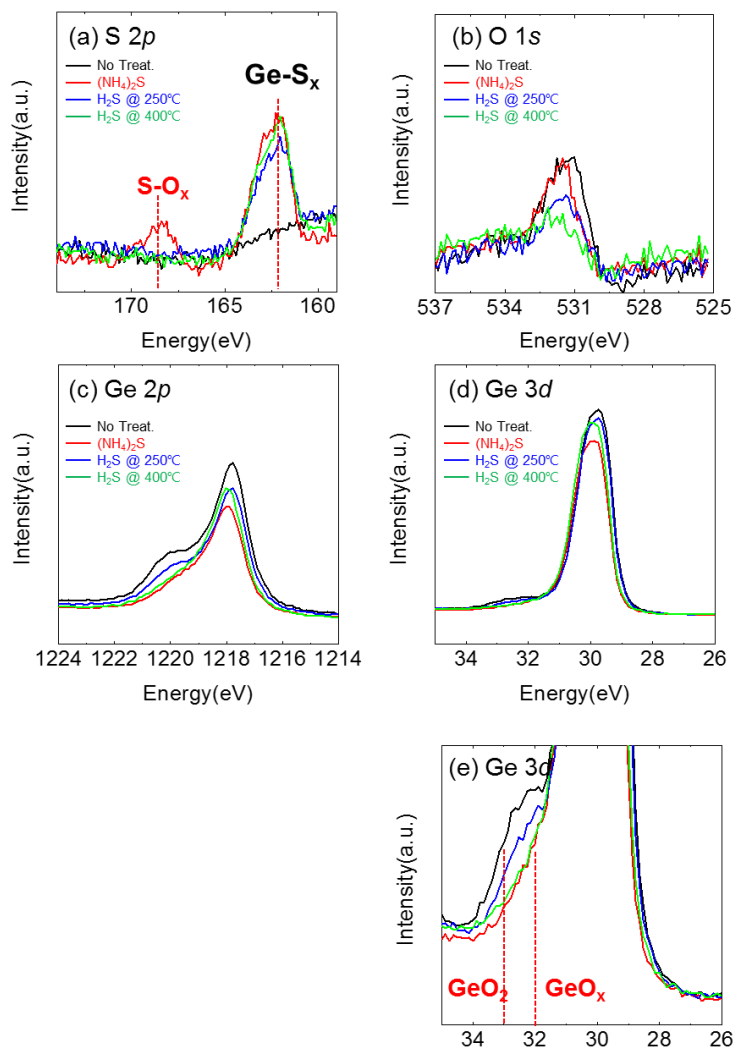 (a) S 2p
No Treat.
(NH₄)₂S
H₂S @ 250℃
H₂S @ 400℃
Ge-Sₓ
S-Oₓ
Intensity(a.u.)
170 165 160
Energy(eV)
(b) O 1s
No Treat.
(NH₄)₂S
H₂S @ 250℃
H₂S @ 400℃
Intensity(a.u.)
537 534 531 528 525
Energy(eV)
(c) Ge 2p
No Treat.
(NH₄)₂S
H₂S @ 250℃
H₂S @ 400℃
Intensity(a.u.)
1224 1222 1220 1218 1216 1214
Energy(eV)
(d) Ge 3d
No Treat.
(NH₄)₂S
H₂S @ 250℃
H₂S @ 400℃
Intensity(a.u.)
34 32 30 28 26
Energy(eV)
(e) Ge 3d
Intensity(a.u.)
GeO₂ GeOₓ
34 33 32 30 28 26
Energy(eV)